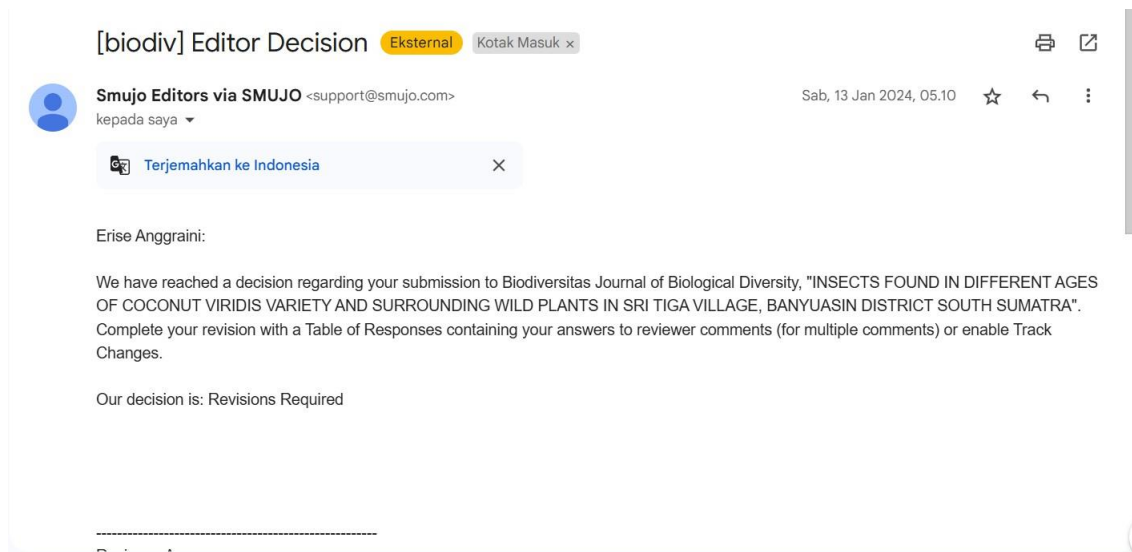 [biodiv] Editor Decision Eksternal Kotak Masuk ×
Smujo Editors via SMUJO <support@smujo.com> Sab, 13 Jan 2024, 05.10
kepada saya
Terjemahkan ke Indonesia
Erise Anggraini:
We have reached a decision regarding your submission to Biodiversitas Journal of Biological Diversity, "INSECTS FOUND IN DIFFERENT AGES
OF COCONUT VIRIDIS VARIETY AND SURROUNDING WILD PLANTS IN SRI TIGA VILLAGE, BANYUASIN DISTRICT SOUTH SUMATRA".
Complete your revision with a Table of Responses containing your answers to reviewer comments (for multiple comments) or enable Track
Changes.
Our decision is: Revisions Required
------------------------------------------------------